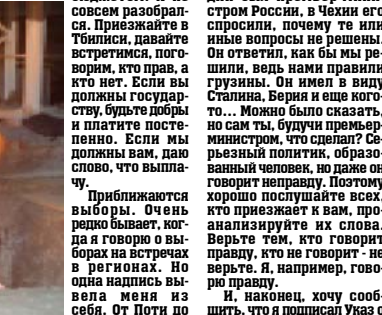 совсем разобрал-
ся. Приезжайте в
Тбилиси, давайте
встретимся, пого-
ворим, кто прав, а
кто нет. Если вы
должны государ-
ству, будьте добры
и платите посте-
пенно. Если мы
должны вам, даю
слово, что выпла-
чу.
Приближаются
выборы. Очень
редко бывает, ког-
да я говорю о вы-
борах на встречах
в регионах. Но
одна надпись вы-
вела меня из
себя. От Поти до
стром России, в Чехии его
спросили, почему те или
иные вопросы не решены.
Он ответил, как бы мы ре-
шили, ведь нами правили
грузины. Он имел в виду
Сталина, Берия и еще кого-
то... Можно было сказать,
но сам ты, будучи премьер-
министром, что сделал? Се-
рьезный политик, образо-
ванный человек, но даже он
говорит неправду. Поэтому
хорошо послушайте всех,
кто приезжает к вам, про-
анализируйте их слова.
Верьте тем, кто говорит
правду, кто не говорит - не
верьте. Я, например, гово-
рю правду.
И, наконец, хочу сооб-
щить, что я подписал Указ о